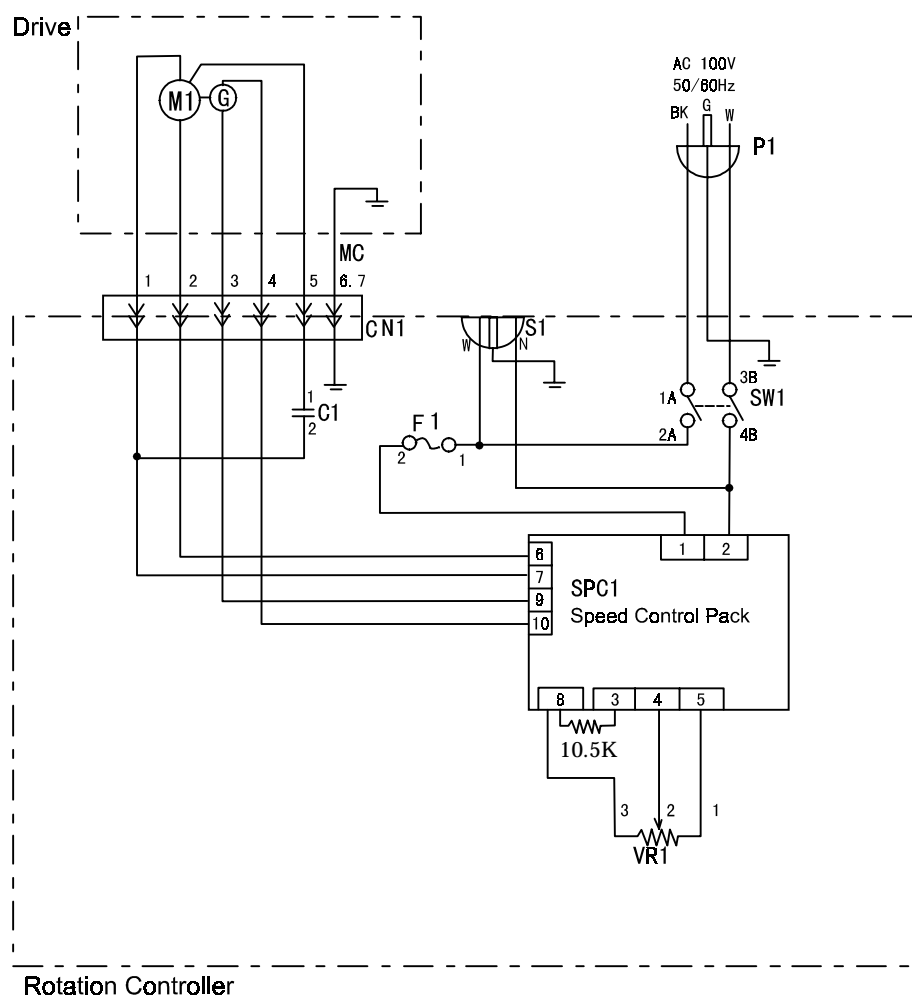 Drive
AC 100V
50/60Hz
G
BK W
P1
M1 G
MC
1 2 3 4 5 6. 7
CN1
S1
W N
3B
1A SW1
2A 4B
1
C1
2
F 1
2 1
1 2
6
7
9
10
SPC1
Speed Control Pack
8 3 4 5
10.5K
3 2 1
VR1
Rotation Controller